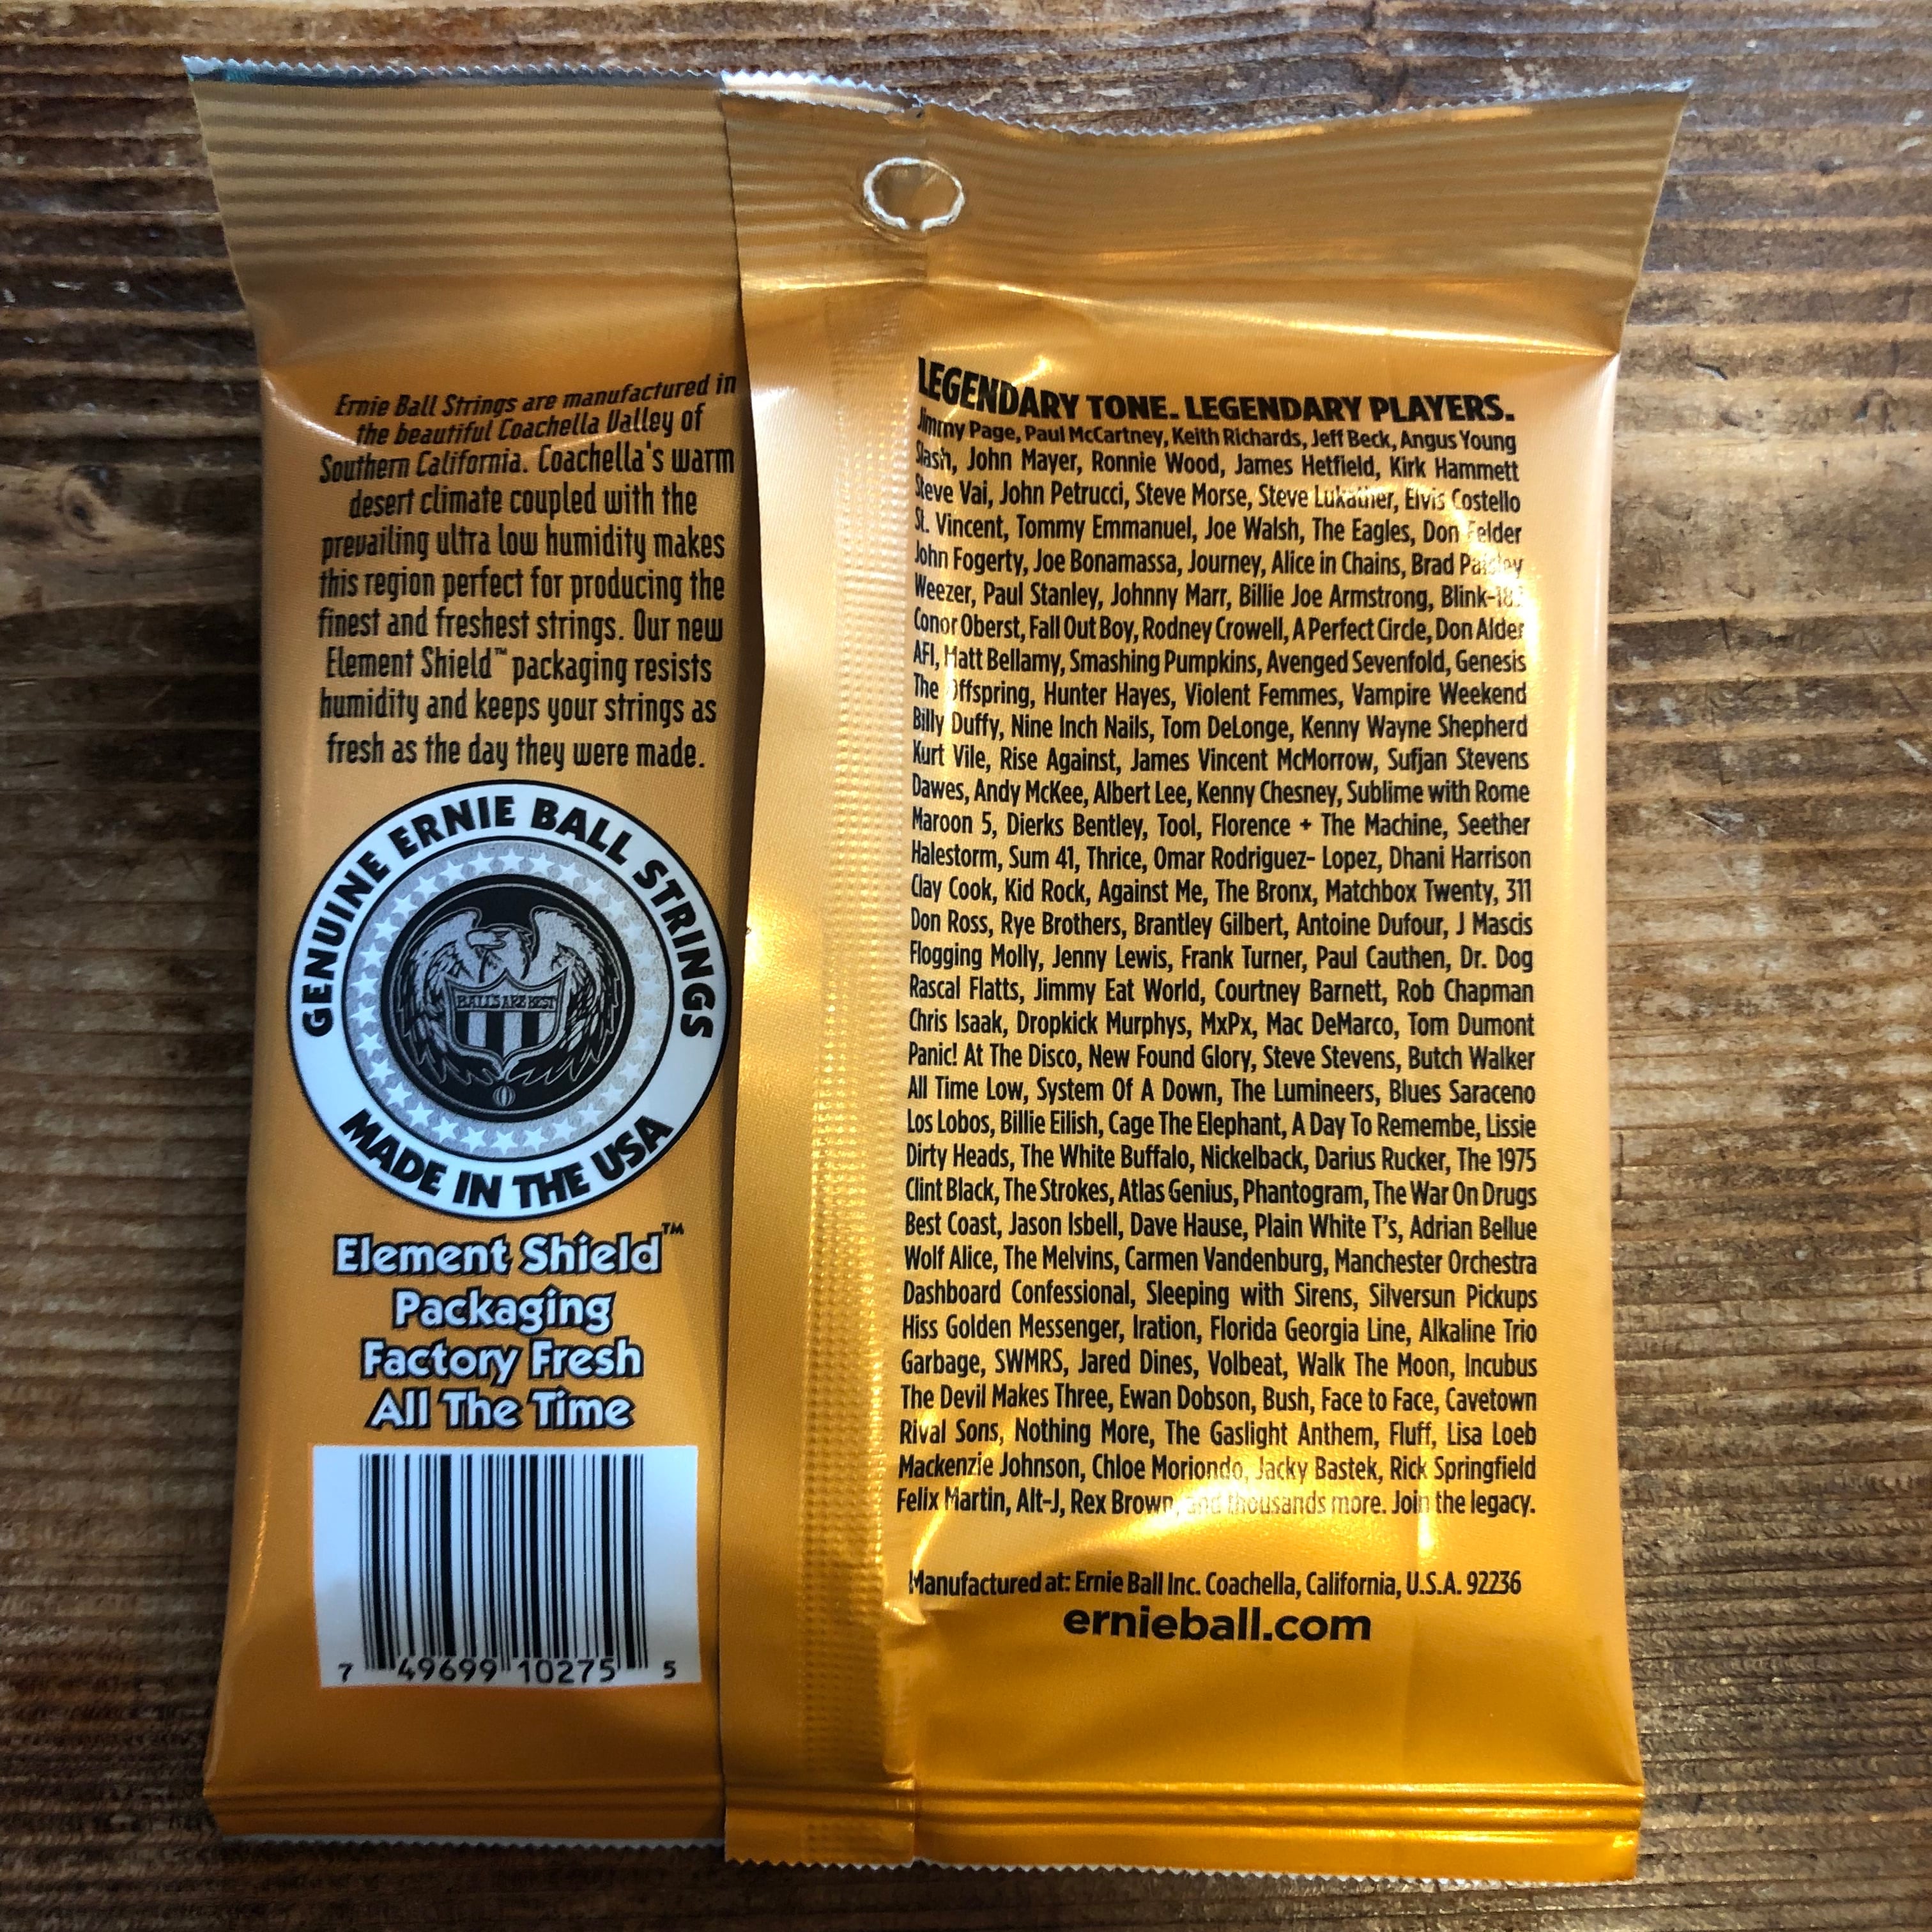 Ernie Ball Strings are manufactured in
the beautiful Coachella Valley of
Southern California. Coachella's warm
desert climate coupled with the
prevailing ultra low humidity makes
this region perfect for producing the
finest and freshest strings. Our new
Element Shield™ packaging resists
humidity and keeps your strings as
fresh as the day they were made.
GENUINE ERNIE BALL STRINGS
BALLS ARE BEST
MADE IN THE USA
Element Shield™
Packaging
Factory Fresh
All The Time
7 49699 10275 5
LEGENDARY TONE. LEGENDARY PLAYERS.
Jimmy Page, Paul McCartney, Keith Richards, Jeff Beck, Angus Young
Slash, John Mayer, Ronnie Wood, James Hetfield, Kirk Hammett
Steve Vai, John Petrucci, Steve Morse, Steve Lukather, Elvis Costello
St. Vincent, Tommy Emmanuel, Joe Walsh, The Eagles, Don Felder
John Fogerty, Joe Bonamassa, Journey, Alice in Chains, Brad Paisley
Weezer, Paul Stanley, Johnny Marr, Billie Joe Armstrong, Blink-182
Conor Oberst, Fall Out Boy, Rodney Crowell, A Perfect Circle, Don Alder
AFI, Matt Bellamy, Smashing Pumpkins, Avenged Sevenfold, Genesis
The Offspring, Hunter Hayes, Violent Femmes, Vampire Weekend
Billy Duffy, Nine Inch Nails, Tom DeLonge, Kenny Wayne Shepherd
Kurt Vile, Rise Against, James Vincent McMorrow, Sufjan Stevens
Dawes, Andy McKee, Albert Lee, Kenny Chesney, Sublime with Rome
Maroon 5, Dierks Bentley, Tool, Florence + The Machine, Seether
Halestorm, Sum 41, Thrice, Omar Rodriguez- Lopez, Dhani Harrison
Clay Cook, Kid Rock, Against Me, The Bronx, Matchbox Twenty, 311
Don Ross, Rye Brothers, Brantley Gilbert, Antoine Dufour, J Mascis
Flogging Molly, Jenny Lewis, Frank Turner, Paul Cauthen, Dr. Dog
Rascal Flatts, Jimmy Eat World, Courtney Barnett, Rob Chapman
Chris Isaak, Dropkick Murphys, MxPx, Mac DeMarco, Tom Dumont
Panic! At The Disco, New Found Glory, Steve Stevens, Butch Walker
All Time Low, System Of A Down, The Lumineers, Blues Saraceno
Los Lobos, Billie Eilish, Cage The Elephant, A Day To Remembe, Lissie
Dirty Heads, The White Buffalo, Nickelback, Darius Rucker, The 1975
Clint Black, The Strokes, Atlas Genius, Phantogram, The War On Drugs
Best Coast, Jason Isbell, Dave Hause, Plain White T's, Adrian Bellue
Wolf Alice, The Melvins, Carmen Vandenburg, Manchester Orchestra
Dashboard Confessional, Sleeping with Sirens, Silversun Pickups
Hiss Golden Messenger, Iration, Florida Georgia Line, Alkaline Trio
Garbage, SWMRS, Jared Dines, Volbeat, Walk The Moon, Incubus
The Devil Makes Three, Ewan Dobson, Bush, Face to Face, Cavetown
Rival Sons, Nothing More, The Gaslight Anthem, Fluff, Lisa Loeb
Mackenzie Johnson, Chloe Moriondo, Jacky Bastek, Rick Springfield
Felix Martin, Alt-J, Rex Brown, and thousands more. Join the legacy.
Manufactured at: Ernie Ball Inc. Coachella, California, U.S.A. 92236
ernieball.com